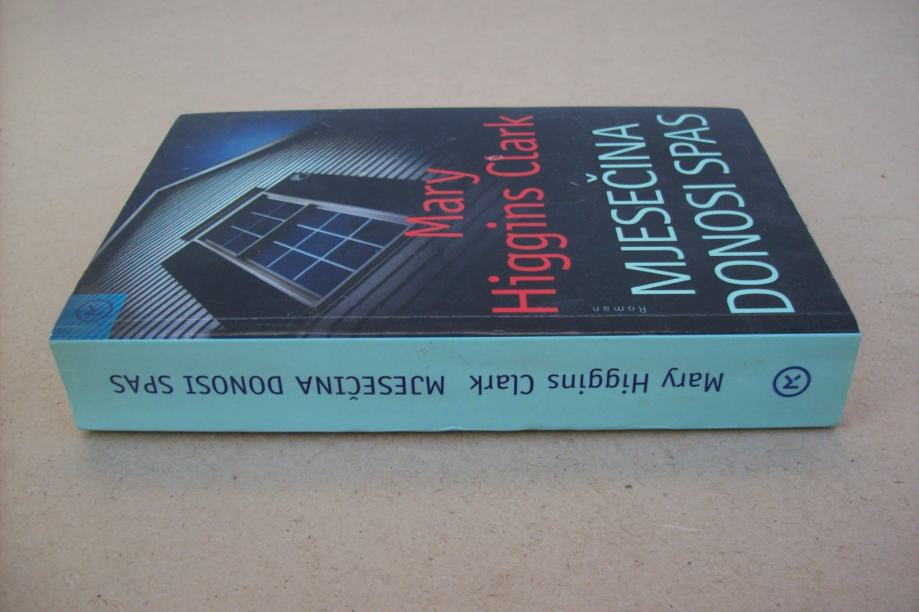 Mary
Higgins Clark
MJESEČINA
DONOSI SPAS
Roman
Mary Higgins Clark MJESEČINA DONOSI SPAS